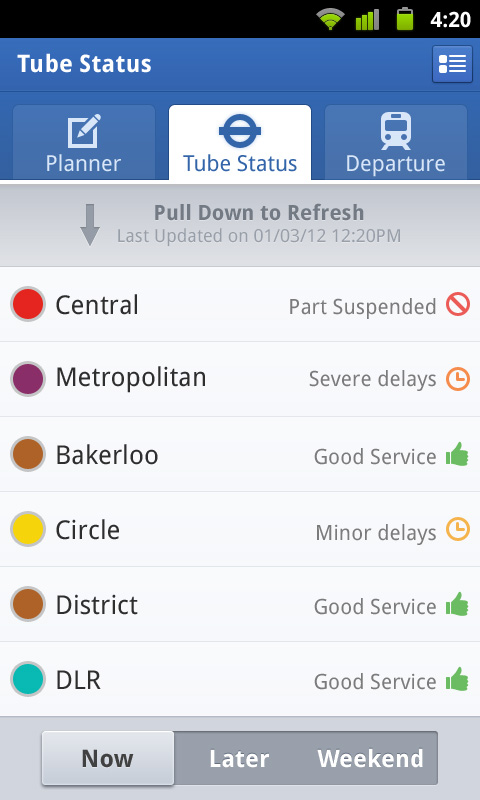 4:20
Tube Status
Planner
Tube Status
Departure
Pull Down to Refresh
Last Updated on 01/03/12 12:20PM
Central Part Suspended
Metropolitan Severe delays
Bakerloo Good Service
Circle Minor delays
District Good Service
DLR Good Service
Now Later Weekend